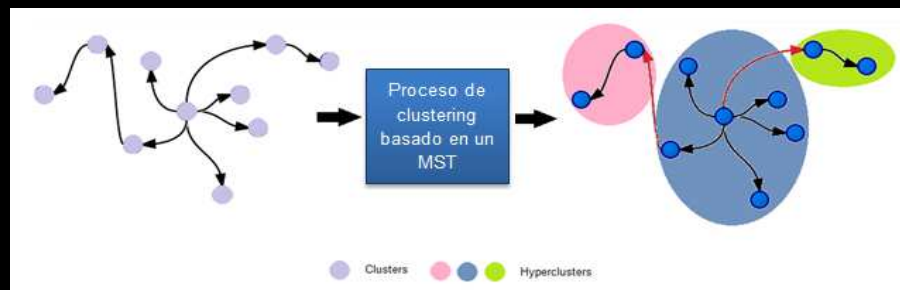 Proceso de
clustering
basado en un
MST
Clusters
Hyperclusters